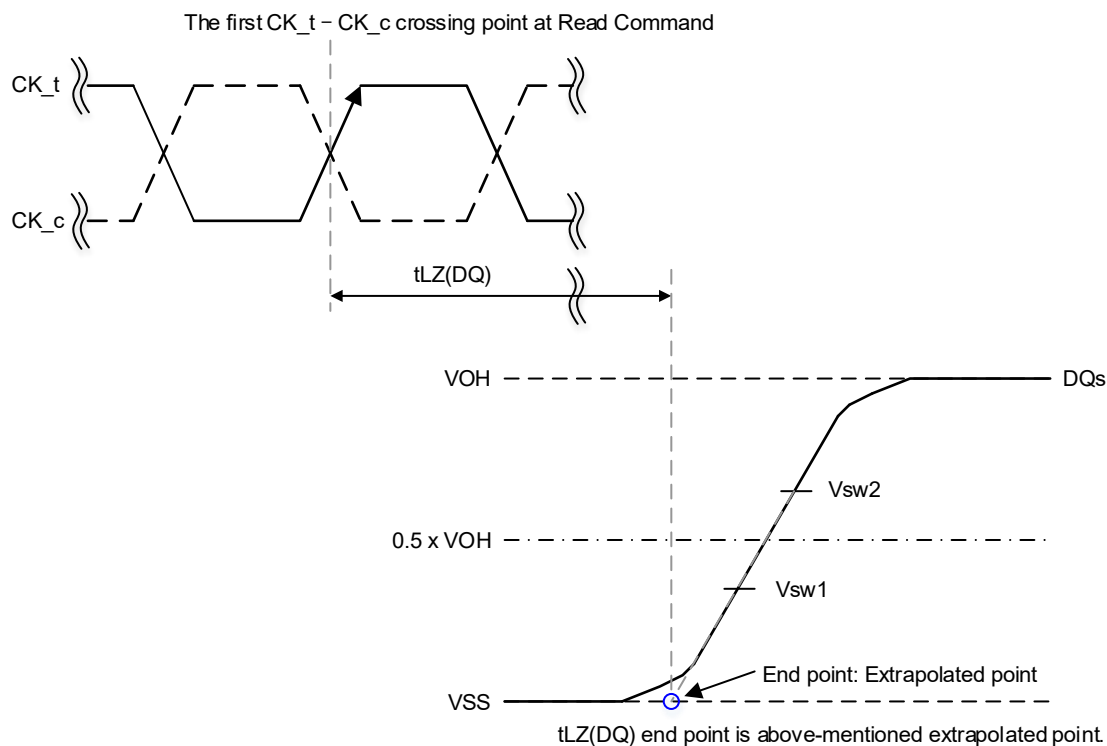 The first CK_t – CK_c crossing point at Read Command
CK_t
CK_c
tLZ(DQ)
VOH
DQs
Vsw2
0.5 x VOH
Vsw1
End point: Extrapolated point
VSS
tLZ(DQ) end point is above-mentioned extrapolated point.